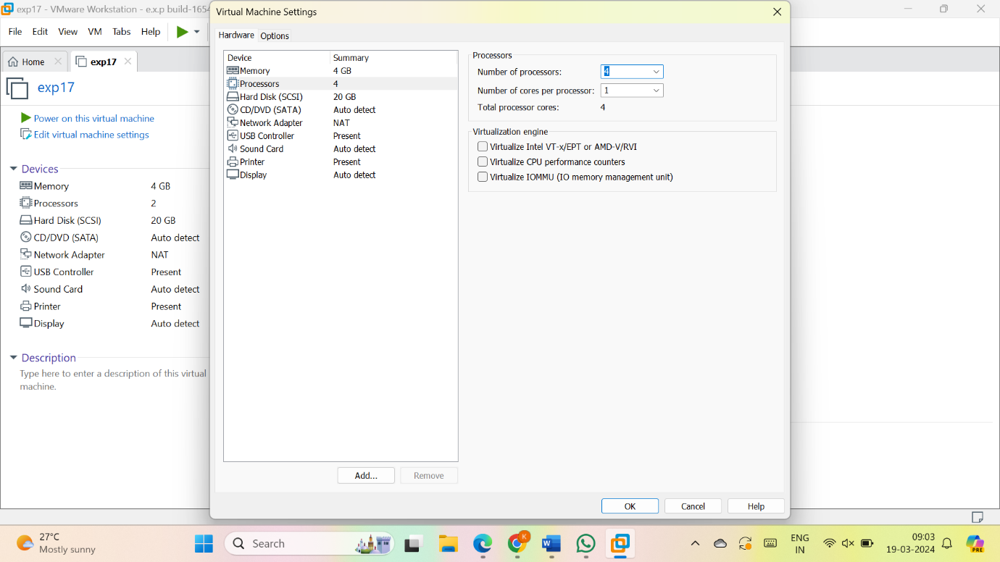 exp17 - VMware Workstation - e.x.p build-1654
File Edit View VM Tabs Help
Home
exp17
exp17
Power on this virtual machine
Edit virtual machine settings
Devices
Memory 4 GB
Processors 2
Hard Disk (SCSI) 20 GB
CD/DVD (SATA) Auto detect
Network Adapter NAT
USB Controller Present
Sound Card Auto detect
Printer Present
Display Auto detect
Description
Type here to enter a description of this virtual
machine.
Virtual Machine Settings
Hardware Options
Device Summary
Memory 4 GB
Processors 4
Hard Disk (SCSI) 20 GB
CD/DVD (SATA) Auto detect
Network Adapter NAT
USB Controller Present
Sound Card Auto detect
Printer Present
Display Auto detect
Add... Remove
Processors
Number of processors: 4
Number of cores per processor: 1
Total processor cores: 4
Virtualization engine
Virtualize Intel VT-x/EPT or AMD-V/RVI
Virtualize CPU performance counters
Virtualize IOMMU (IO memory management unit)
OK Cancel Help
27°C
Mostly sunny
Search
K
W
ENG
IN
09:03
19-03-2024
PRE